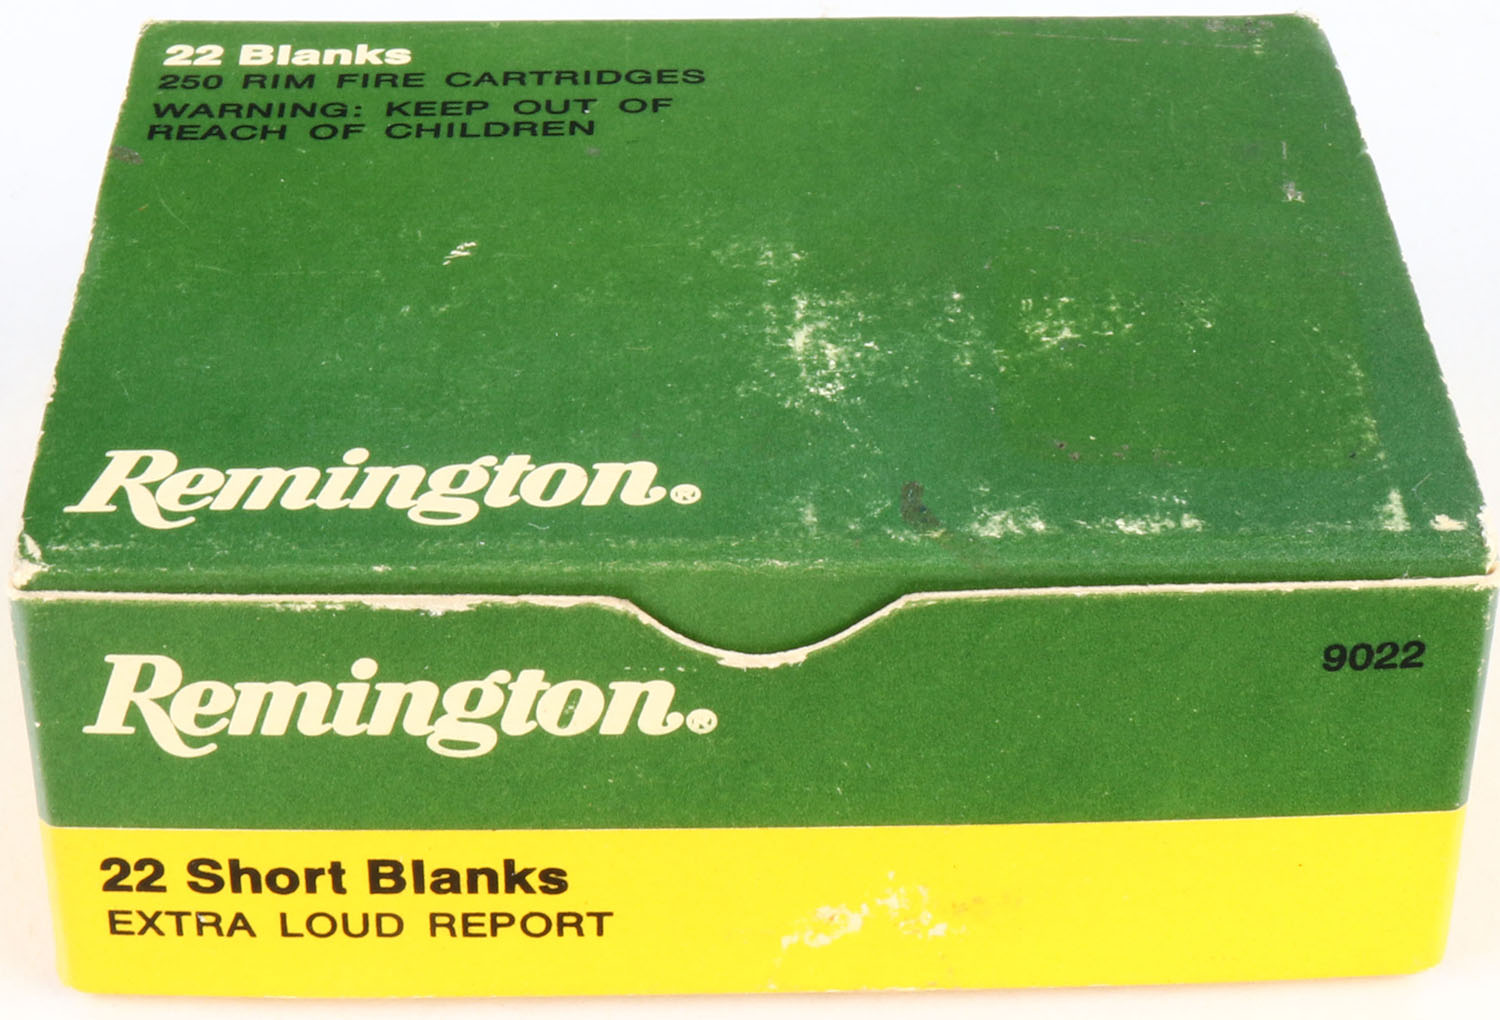 22 Blanks
250 RIM FIRE CARTRIDGES
WARNING: KEEP OUT OF
REACH OF CHILDREN
Remington®
Remington®
9022
22 Short Blanks
EXTRA LOUD REPORT